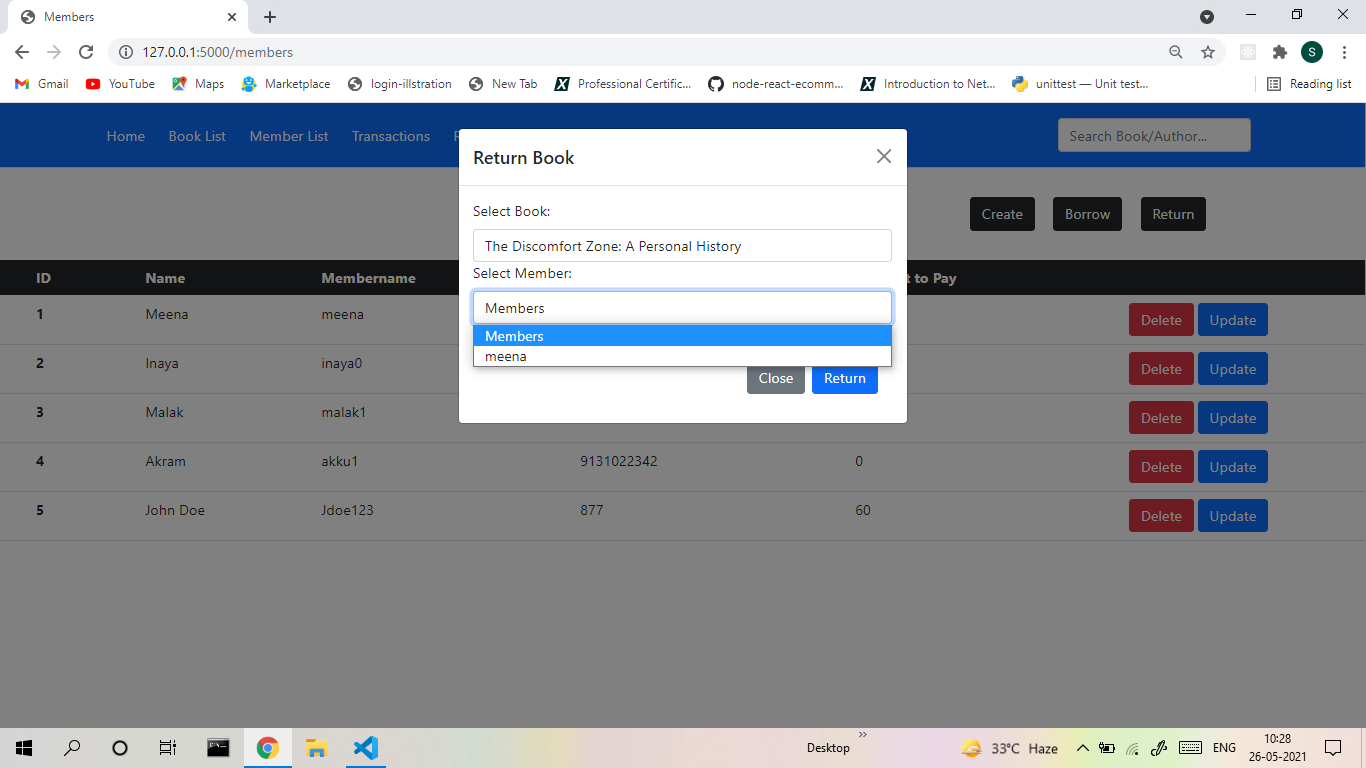 Members
127.0.0.1:5000/members
S
Gmail YouTube Maps Marketplace login-illstration New Tab Professional Certific... node-react-ecomm... Introduction to Net... unittest — Unit test... Reading list
Home Book List Member List Transactions Search Book/Author...
Return Book
Create Borrow Return
Select Book:
The Discomfort Zone: A Personal History
Select Member:
Members
Members
meena
Close Return
ID Name Membername t to Pay
1 Meena meena Delete Update
2 Inaya inaya0 Delete Update
3 Malak malak1 Delete Update
4 Akram akku1 9131022342 0 Delete Update
5 John Doe Jdoe123 877 60 Delete Update
Desktop 33°C Haze ENG 10:28
26-05-2021